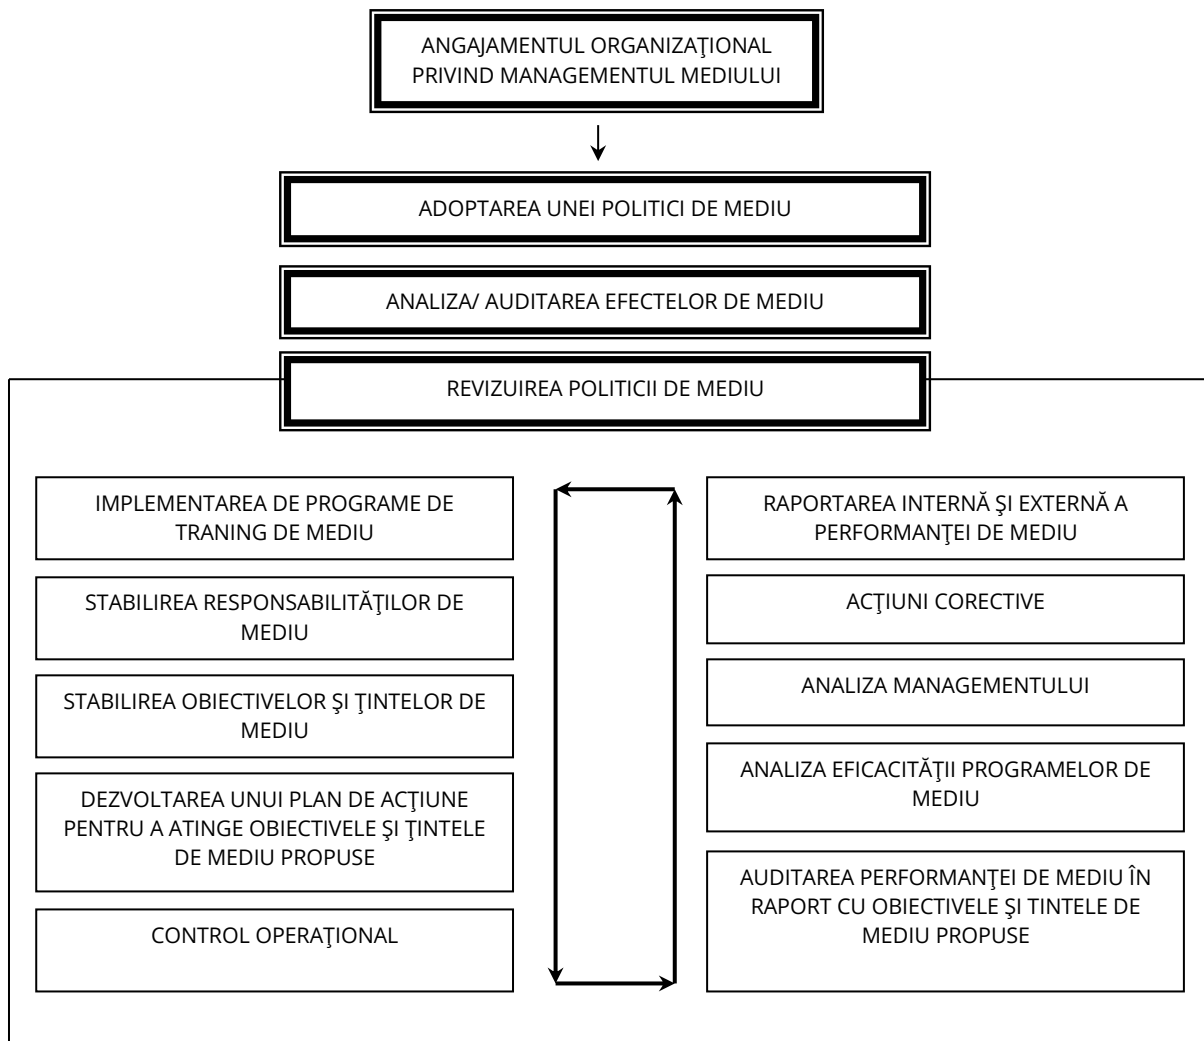 ANGAJAMENTUL ORGANIZAŢIONAL
PRIVIND MANAGEMENTUL MEDIULUI
ADOPTAREA UNEI POLITICI DE MEDIU
ANALIZA/ AUDITAREA EFECTELOR DE MEDIU
REVIZUIREA POLITICII DE MEDIU
IMPLEMENTAREA DE PROGRAME DE
TRANING DE MEDIU
STABILIREA RESPONSABILITĂŢILOR DE
MEDIU
STABILIREA OBIECTIVELOR ŞI ŢINTELOR DE
MEDIU
DEZVOLTAREA UNUI PLAN DE ACŢIUNE
PENTRU A ATINGE OBIECTIVELE ŞI ŢINTELE
DE MEDIU PROPUSE
CONTROL OPERAŢIONAL
RAPORTAREA INTERNĂ ŞI EXTERNĂ A
PERFORMANŢEI DE MEDIU
ACŢIUNI CORECTIVE
ANALIZA MANAGEMENTULUI
ANALIZA EFICACITĂŢII PROGRAMELOR DE
MEDIU
AUDITAREA PERFORMANŢEI DE MEDIU ÎN
RAPORT CU OBIECTIVELE ŞI TINTELE DE
MEDIU PROPUSE